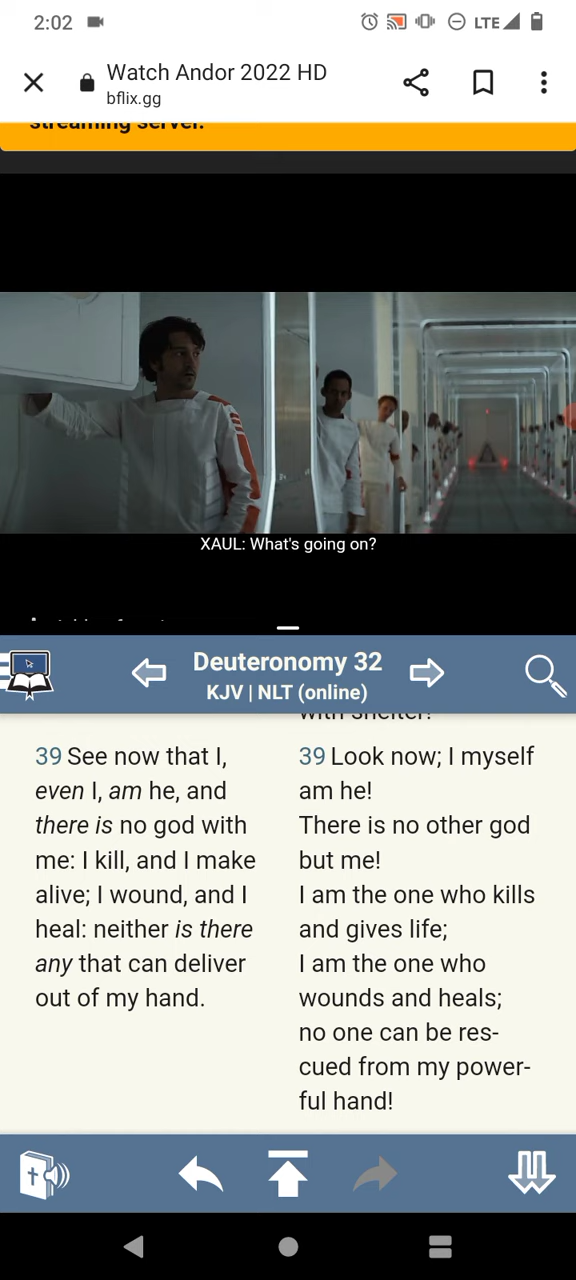 2:02
LTE
Watch Andor 2022 HD
bflix.gg
streaming server.
XAUL: What's going on?
Deuteronomy 32
KJV | NLT (online)
with shelter!
39 See now that I,
even I, am he, and
there is no god with
me: I kill, and I make
alive; I wound, and I
heal: neither is there
any that can deliver
out of my hand.
39 Look now; I myself
am he!
There is no other god
but me!
I am the one who kills
and gives life;
I am the one who
wounds and heals;
no one can be res-
cued from my power-
ful hand!